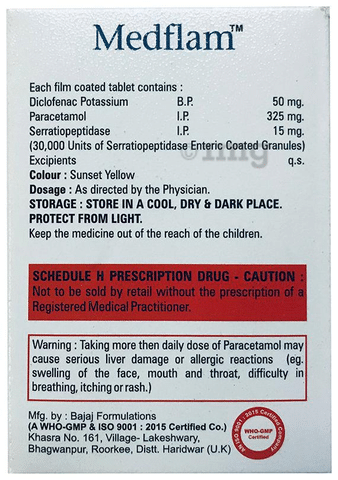 Medflam™
Each film coated tablet contains :
Diclofenac Potassium B.P. 50 mg.
Paracetamol I.P. 325 mg.
Serratiopeptidase I.P. 15 mg.
(30,000 Units of Serratiopeptidase Enteric Coated Granules)
Excipients q.s.
Colour : Sunset Yellow
Dosage : As directed by the Physician.
STORAGE : STORE IN A COOL, DRY & DARK PLACE.
PROTECT FROM LIGHT.
Keep the medicine out of the reach of the children.
SCHEDULE H PRESCRIPTION DRUG - CAUTION :
Not to be sold by retail without the prescription of a
Registered Medical Practitioner.
Warning : Taking more then daily dose of Paracetamol may
cause serious liver damage or allergic reactions (eg.
swelling of the face, mouth and throat, difficulty in
breathing, itching or rash.)
Mfg. by : Bajaj Formulations
(A WHO-GMP & ISO 9001 : 2015 Certified Co.)
Khasra No. 161, Village- Lakeshwary,
Bhagwanpur, Roorkee, Distt. Haridwar (U.K)
AN ISO 9001 : 2015 Certified Company
WHO-GMP
Certified